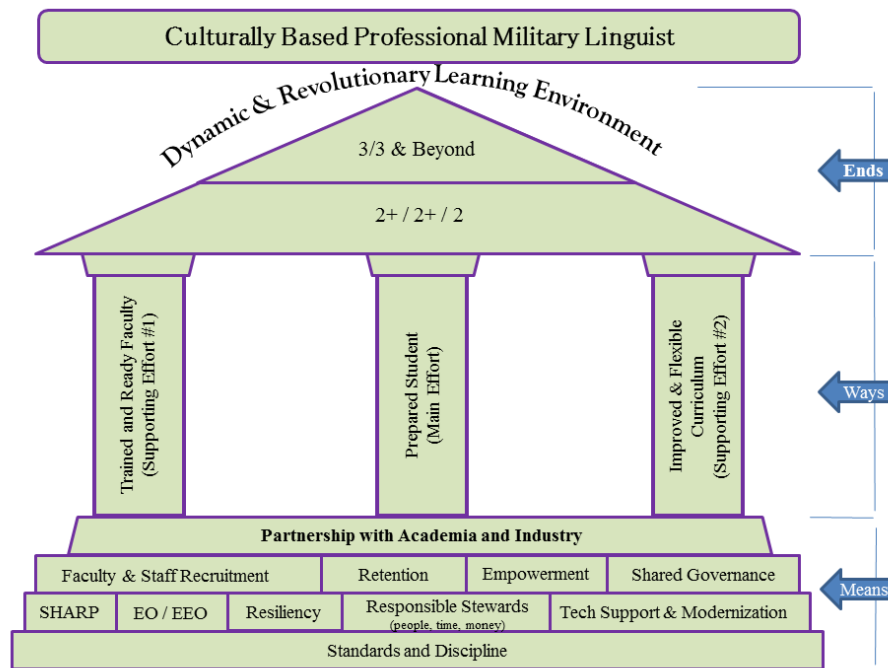 Culturally Based Professional Military Linguist
Dynamic & Revolutionary Learning Environment
3/3 & Beyond
Ends
2+ / 2+ / 2
Trained and Ready Faculty
(Supporting Effort #1)
Prepared Student
(Main Effort)
Improved & Flexible
Curriculum
(Supporting Effort #2)
Ways
Partnership with Academia and Industry
Faculty & Staff Recruitment
Retention
Empowerment
Shared Governance
Means
SHARP
EO / EEO
Resiliency
Responsible Stewards
(people, time, money)
Tech Support & Modernization
Standards and Discipline